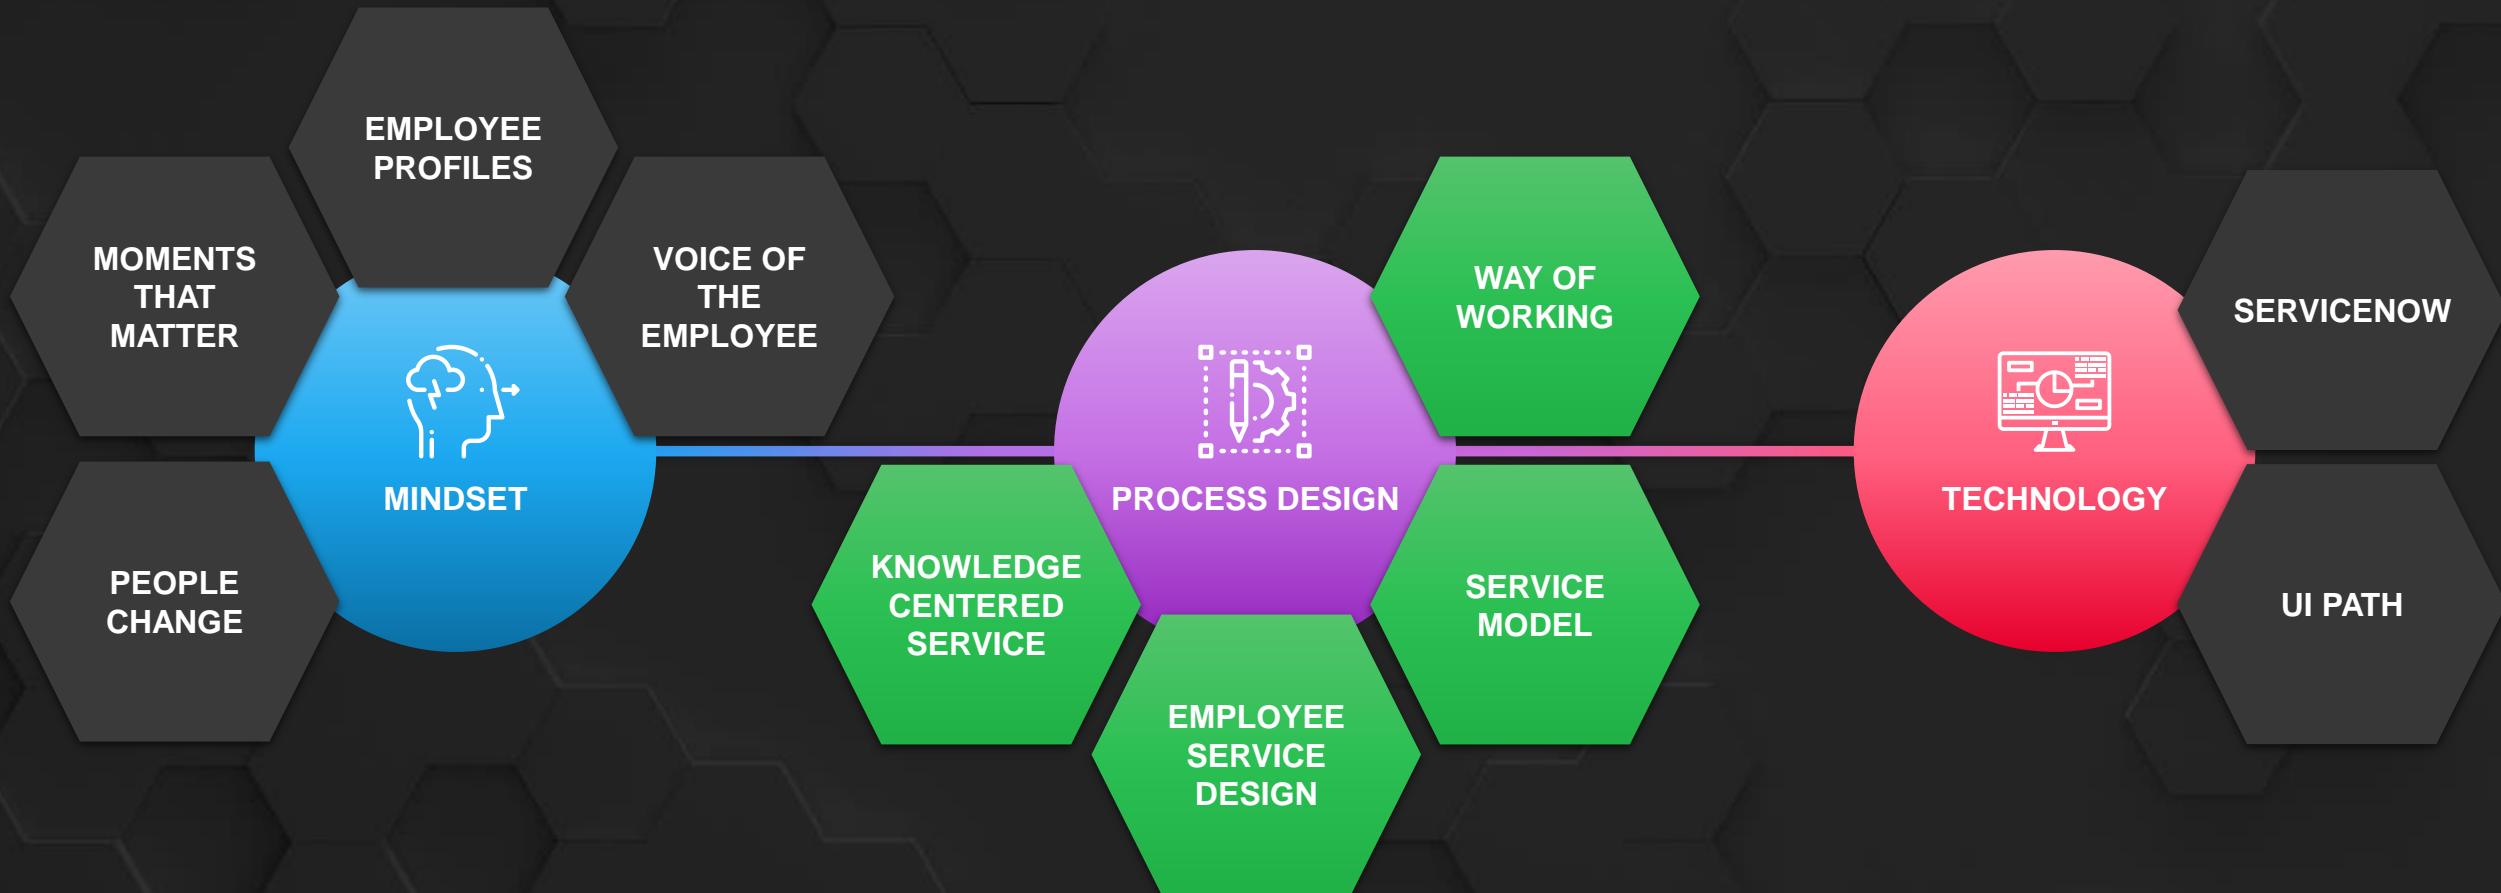 EMPLOYEE
PROFILES
MOMENTS
THAT
MATTER
VOICE OF
THE
EMPLOYEE
PEOPLE
CHANGE
MINDSET
WAY OF
WORKING
PROCESS DESIGN
KNOWLEDGE
CENTERED
SERVICE
EMPLOYEE
SERVICE
DESIGN
SERVICE
MODEL
SERVICENOW
TECHNOLOGY
UI PATH